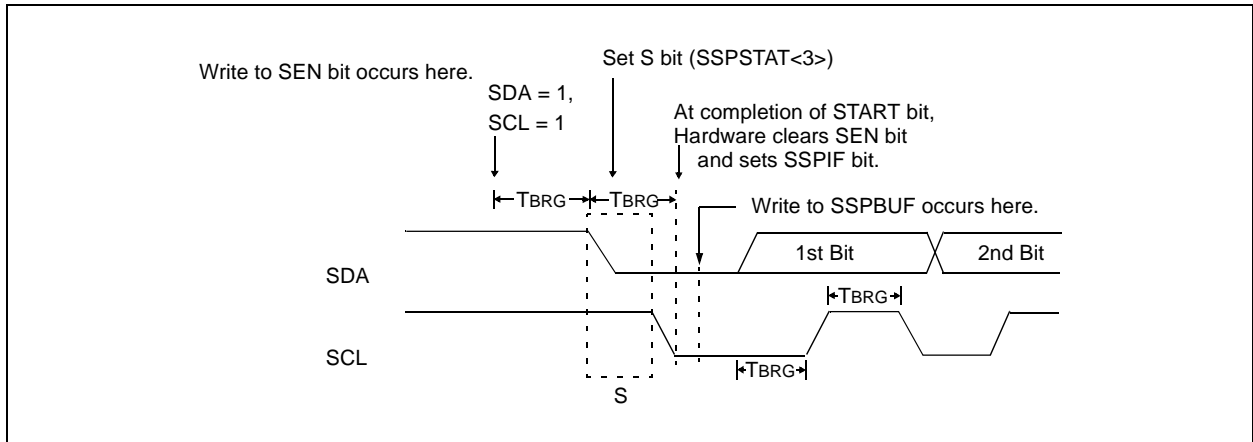 Set S bit (SSPSTAT<3>)
Write to SEN bit occurs here.
SDA = 1,
SCL = 1
At completion of START bit,
Hardware clears SEN bit
and sets SSPIF bit.
TBRG
TBRG
Write to SSPBUF occurs here.
1st Bit
2nd Bit
SDA
TBRG
SCL
TBRG
S